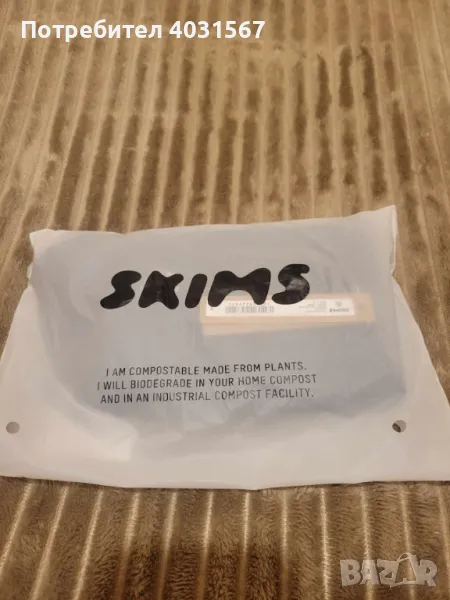 Потребител 4031567
SKIMS
I AM COMPOSTABLE MADE FROM PLANTS.
I WILL BIODEGRADE IN YOUR HOME COMPOST
AND IN AN INDUSTRIAL COMPOST FACILITY.
BAZAR